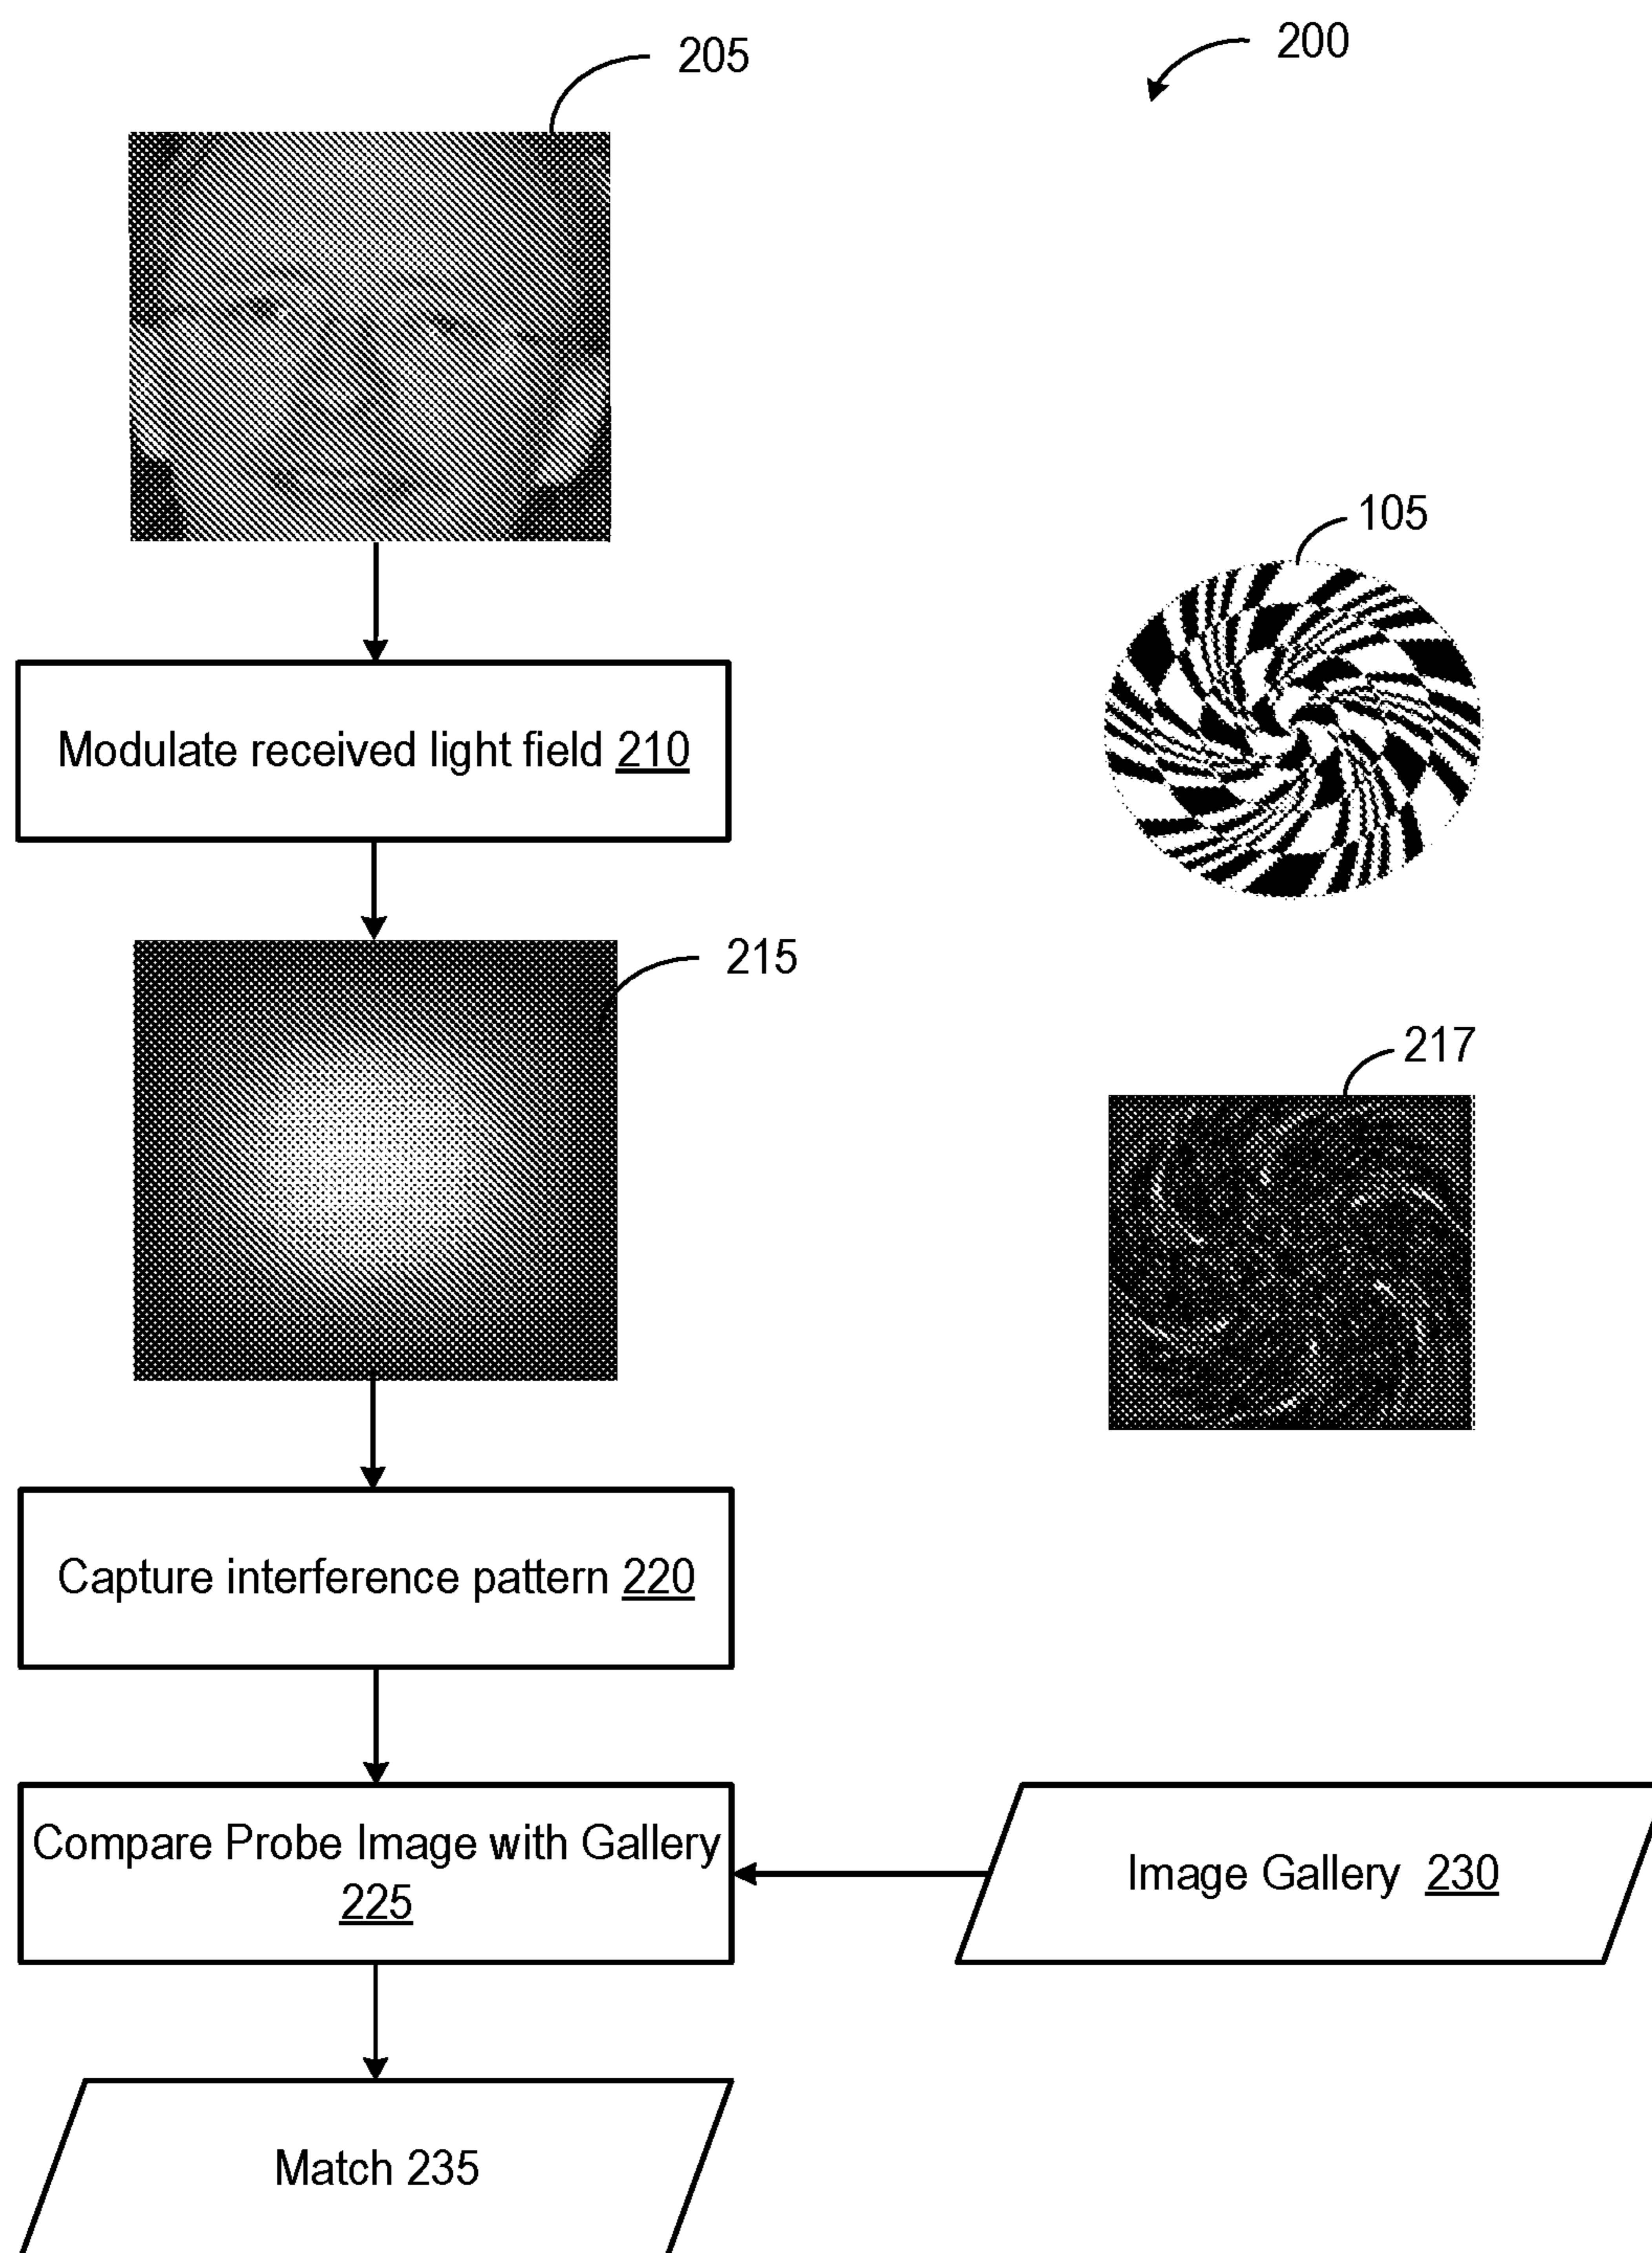 205
200
105
Modulate received light field 210
215
217
Capture interference pattern 220
Compare Probe Image with Gallery
225
Image Gallery 230
Match 235